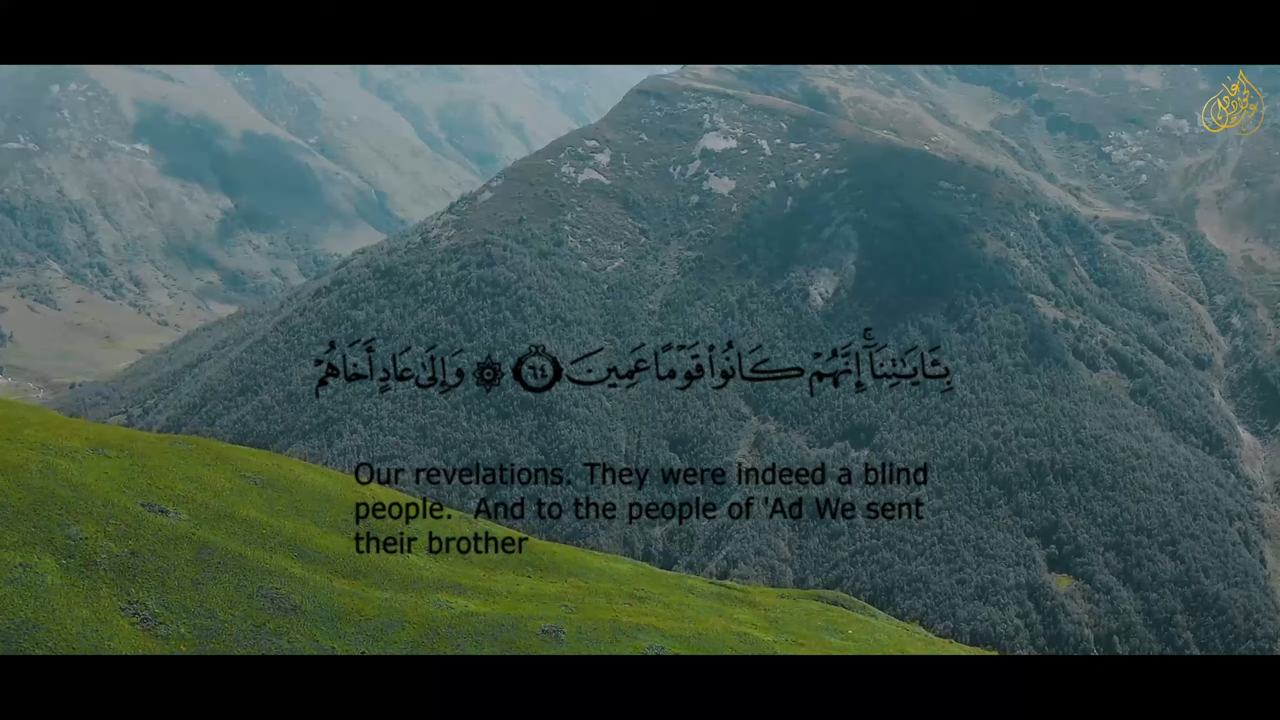 بِـَٔايَٰتِنَآۚ إِنَّهُمْ كَانُوا۟ قَوْمًا عَمِينَ ٦٤ ۞ وَإِلَىٰ عَادٍ أَخَاهُمْ
Our revelations. They were indeed a blind
people. And to the people of 'Ad We sent
their brother